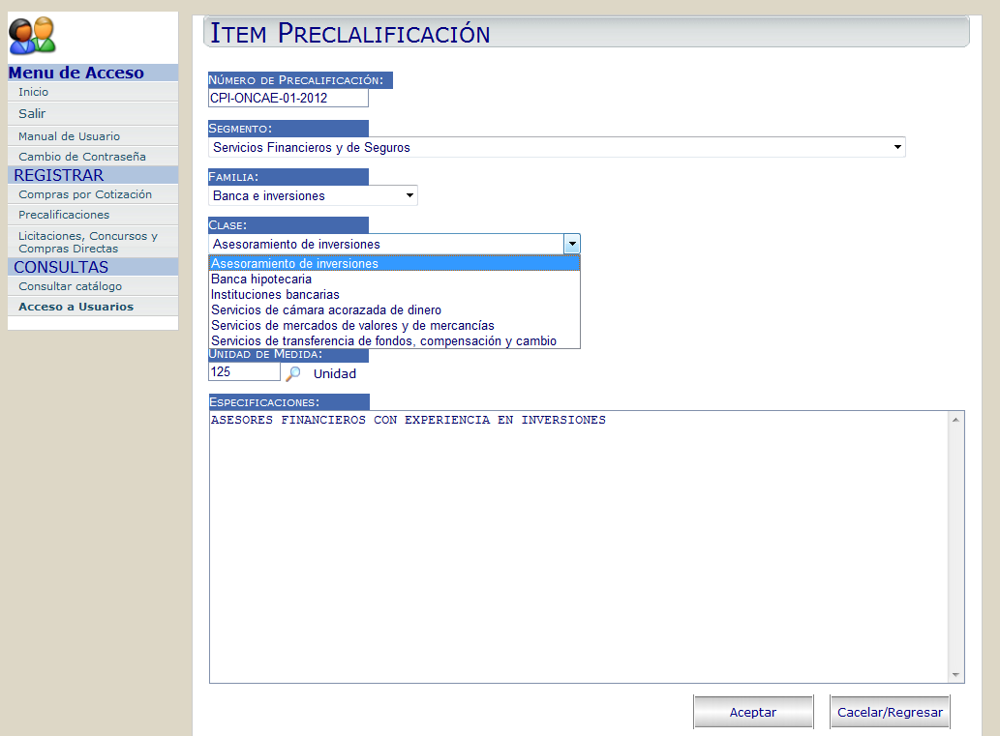 Menu de Acceso
Inicio
Salir
Manual de Usuario
Cambio de Contraseña
REGISTRAR
Compras por Cotización
Precalificaciones
Licitaciones, Concursos y
Compras Directas
CONSULTAS
Consultar catálogo
Acceso a Usuarios
ITEM PRECLALIFICACIÓN
NÚMERO DE PRECALIFICACIÓN:
CPI-ONCAE-01-2012
SEGMENTO:
Servicios Financieros y de Seguros
FAMILIA:
Banca e inversiones
CLASE:
Asesoramiento de inversiones
Asesoramiento de inversiones
Banca hipotecaria
Instituciones bancarias
Servicios de cámara acorazada de dinero
Servicios de mercados de valores y de mercancías
Servicios de transferencia de fondos, compensación y cambio
UNIDAD DE MEDIDA:
125 Unidad
ESPECIFICACIONES:
ASESORES FINANCIEROS CON EXPERIENCIA EN INVERSIONES
Aceptar Cacelar/Regresar